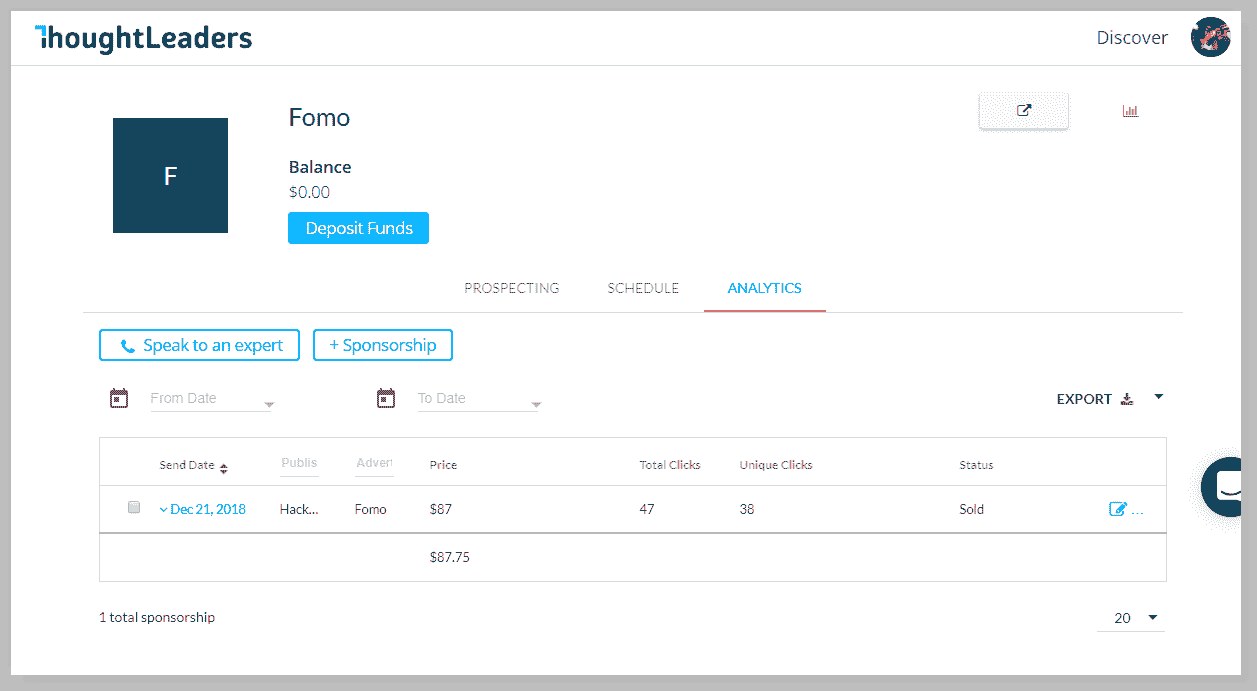 ThoughtLeaders
Discover
F
Fomo
Balance
$0.00
Deposit Funds
PROSPECTING SCHEDULE ANALYTICS
Speak to an expert + Sponsorship
From Date To Date EXPORT
Send Date Publis Advert Price Total Clicks Unique Clicks Status
Dec 21, 2018 Hack... Fomo $87 47 38 Sold ...
$87.75
1 total sponsorship 20